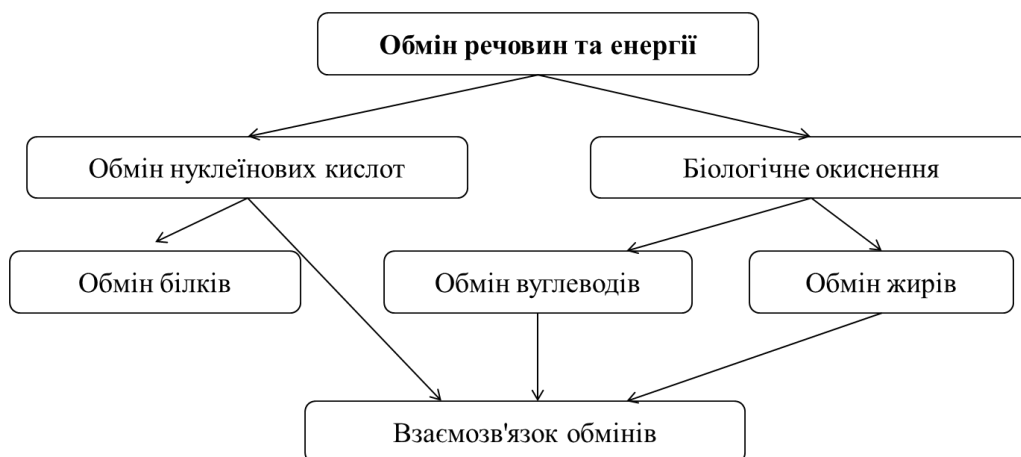 Обмін речовин та енергії
Обмін нуклеїнових кислот
Біологічне окиснення
Обмін білків
Обмін вуглеводів
Обмін жирів
Взаємозв'язок обмінів